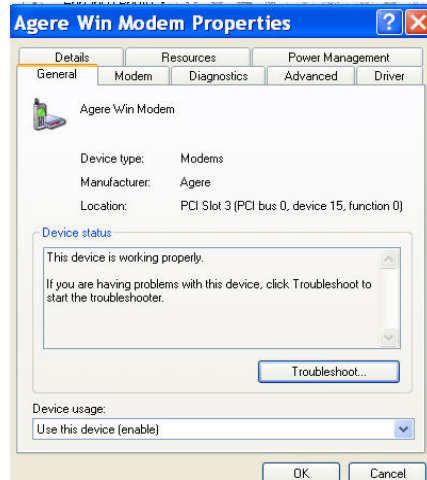 Agere Win Modem Properties
Details Resources Power Management
General Modem Diagnostics Advanced Driver
Agere Win Modem
Device type: Modems
Manufacturer: Agere
Location: PCI Slot 3 (PCI bus 0, device 15, function 0)
Device status
This device is working properly.
If you are having problems with this device, click Troubleshoot to
start the troubleshooter.
Troubleshoot...
Device usage:
Use this device (enable)
OK Cancel